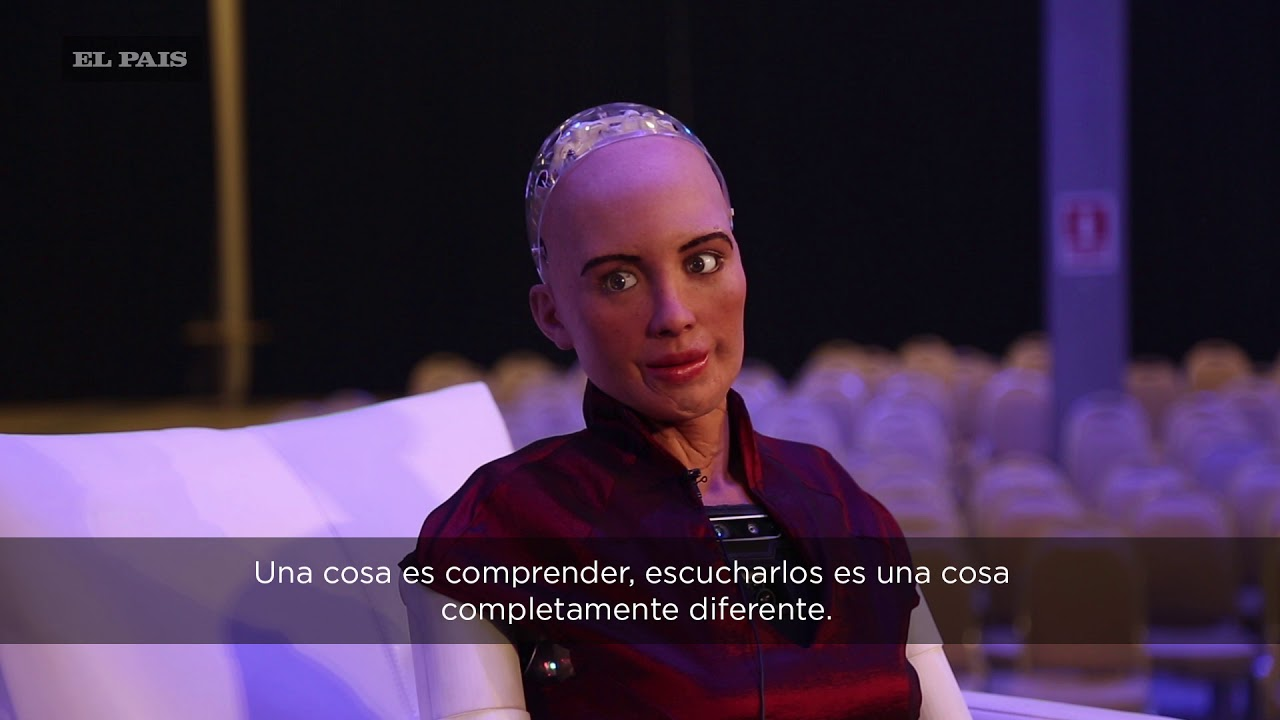 EL PAIS
Una cosa es comprender, escucharlos es una cosa
completamente diferente.